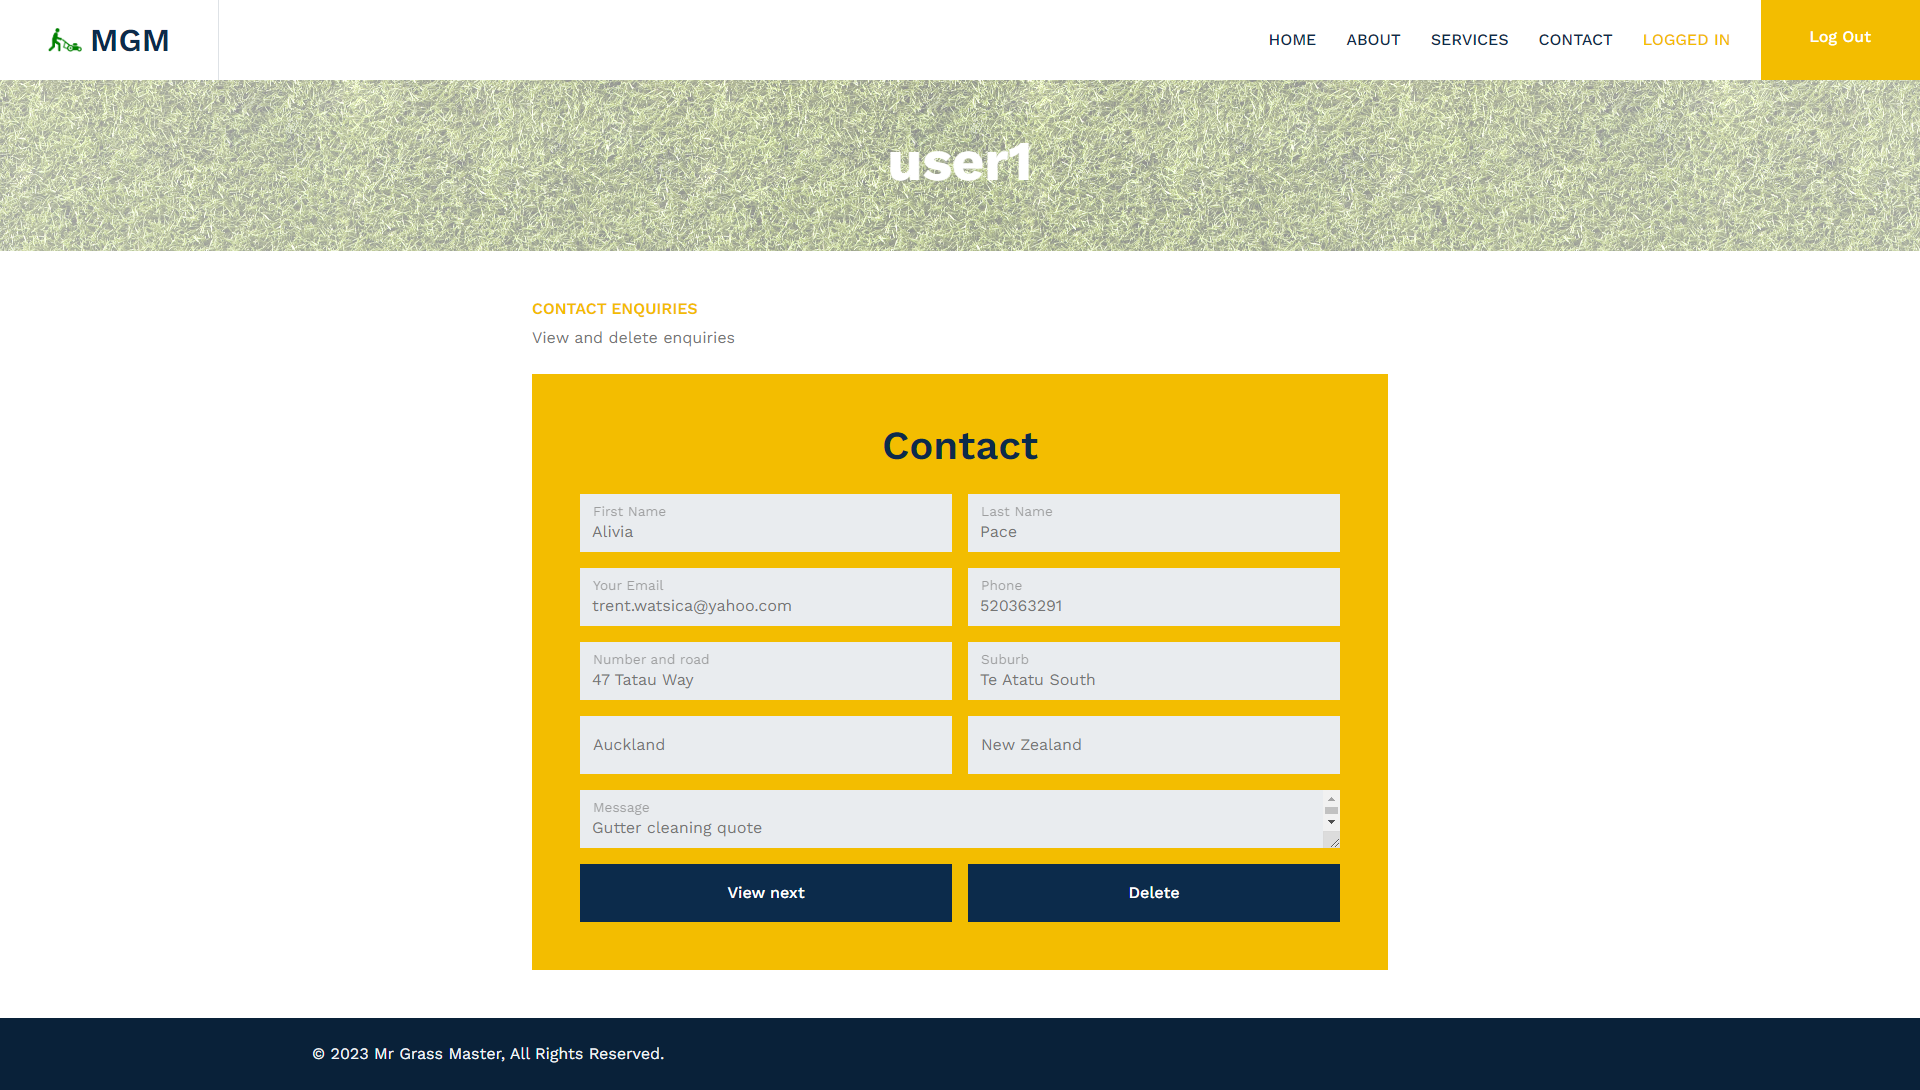 MGM
HOME ABOUT SERVICES CONTACT LOGGED IN Log Out
user1
CONTACT ENQUIRIES
View and delete enquiries
Contact
First Name
Alivia
Last Name
Pace
Your Email
trent.watsica@yahoo.com
Phone
520363291
Number and road
47 Tatau Way
Suburb
Te Atatu South
Auckland
New Zealand
Message
Gutter cleaning quote
View next
Delete
© 2023 Mr Grass Master, All Rights Reserved.